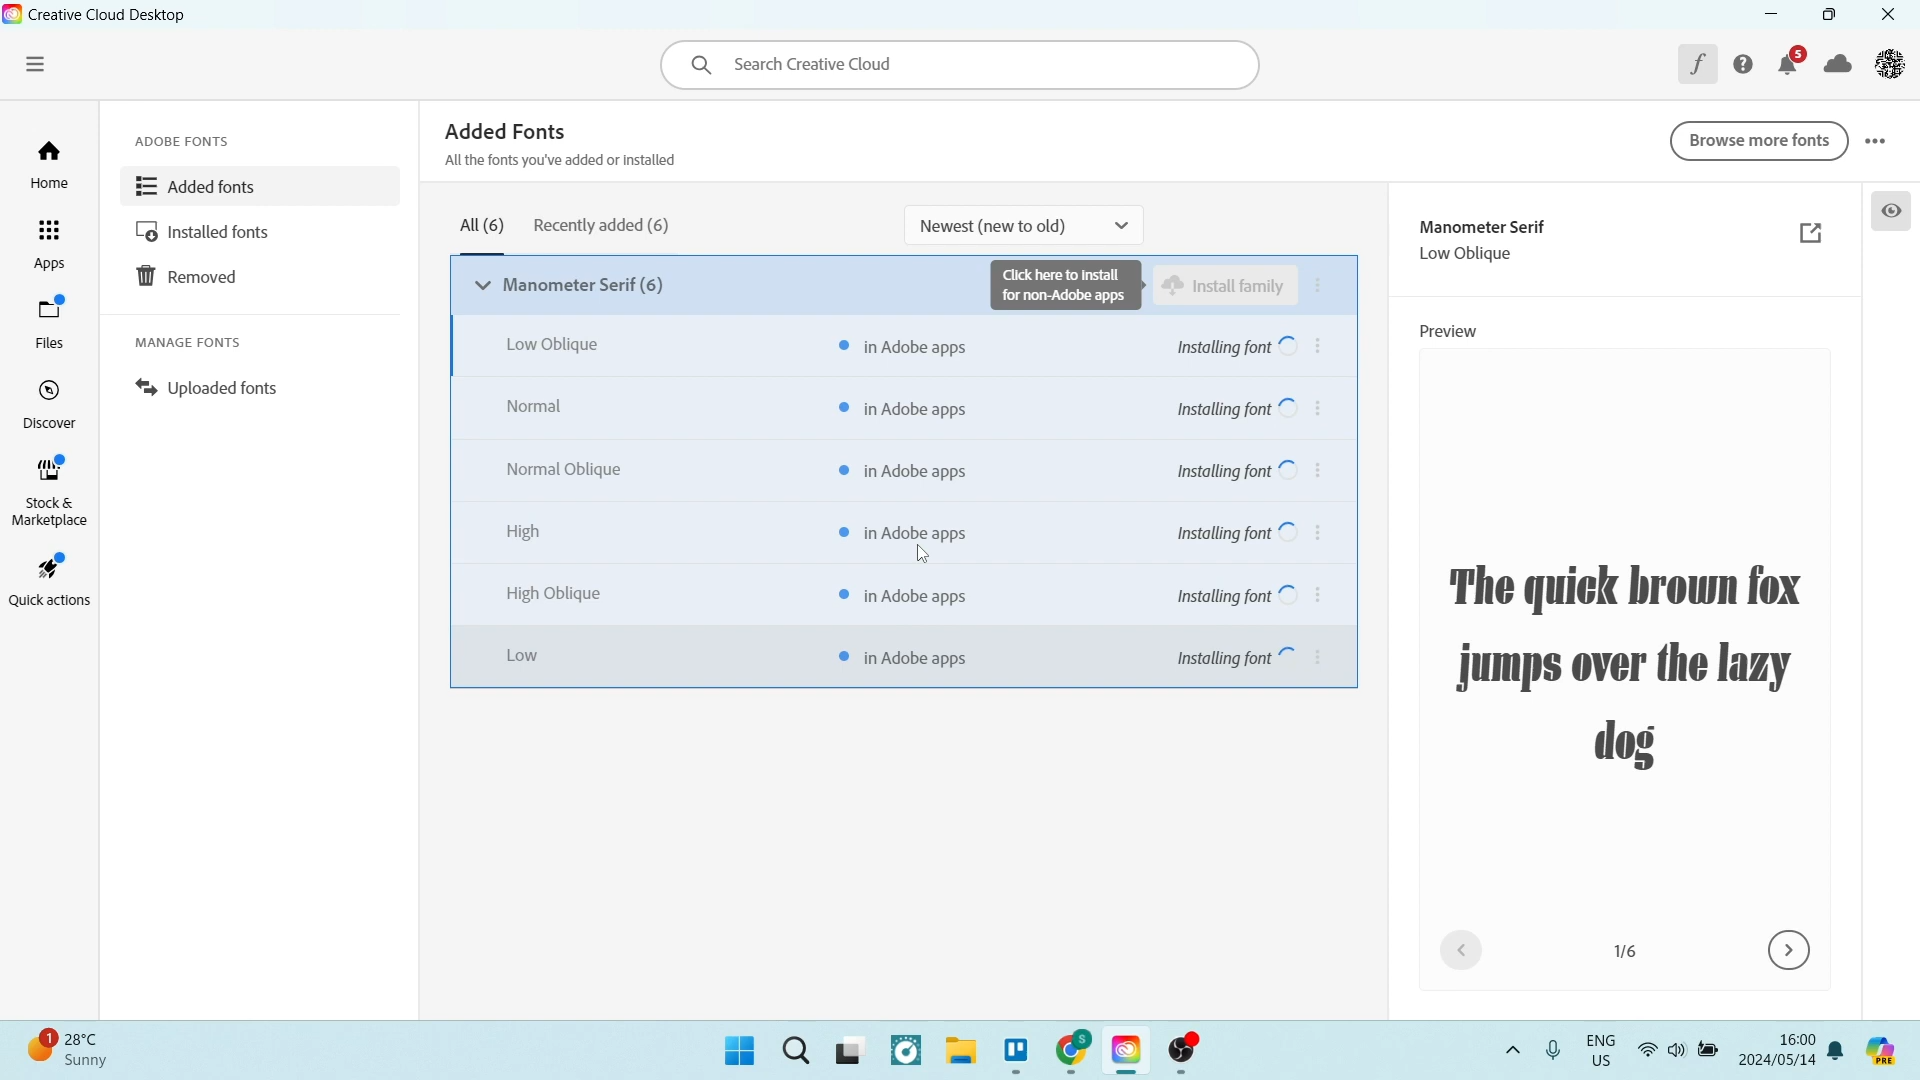 Creative Cloud Desktop
Search Creative Cloud
5
Home
Apps
Files
Discover
Stock &
Marketplace
Quick actions
ADOBE FONTS
Added fonts
Installed fonts
Removed
MANAGE FONTS
Uploaded fonts
Added Fonts
All the fonts you've added or installed
Browse more fonts
All (6)
Recently added (6)
Newest (new to old)
Manometer Serif (6)
Click here to install
for non-Adobe apps
Install family
Low Oblique
in Adobe apps
Installing font
Normal
in Adobe apps
Installing font
Normal Oblique
in Adobe apps
Installing font
High
in Adobe apps
Installing font
High Oblique
in Adobe apps
Installing font
Low
in Adobe apps
Installing font
Manometer Serif
Low Oblique
Preview
The quick brown fox
jumps over the lazy
dog
1/6
1
28°C
Sunny
S
ENG
US
16:00
2024/05/14
PRE